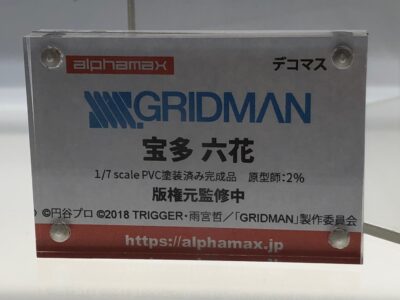 alphamax デコマス
SSSS.GRIDMAN
宝多 六花
1/7 scale PVC塗装済み完成品 原型師:2%
版権元監修中
©円谷プロ ©2018 TRIGGER・雨宮哲/「GRIDMAN」製作委員会
https://alphamax.jp